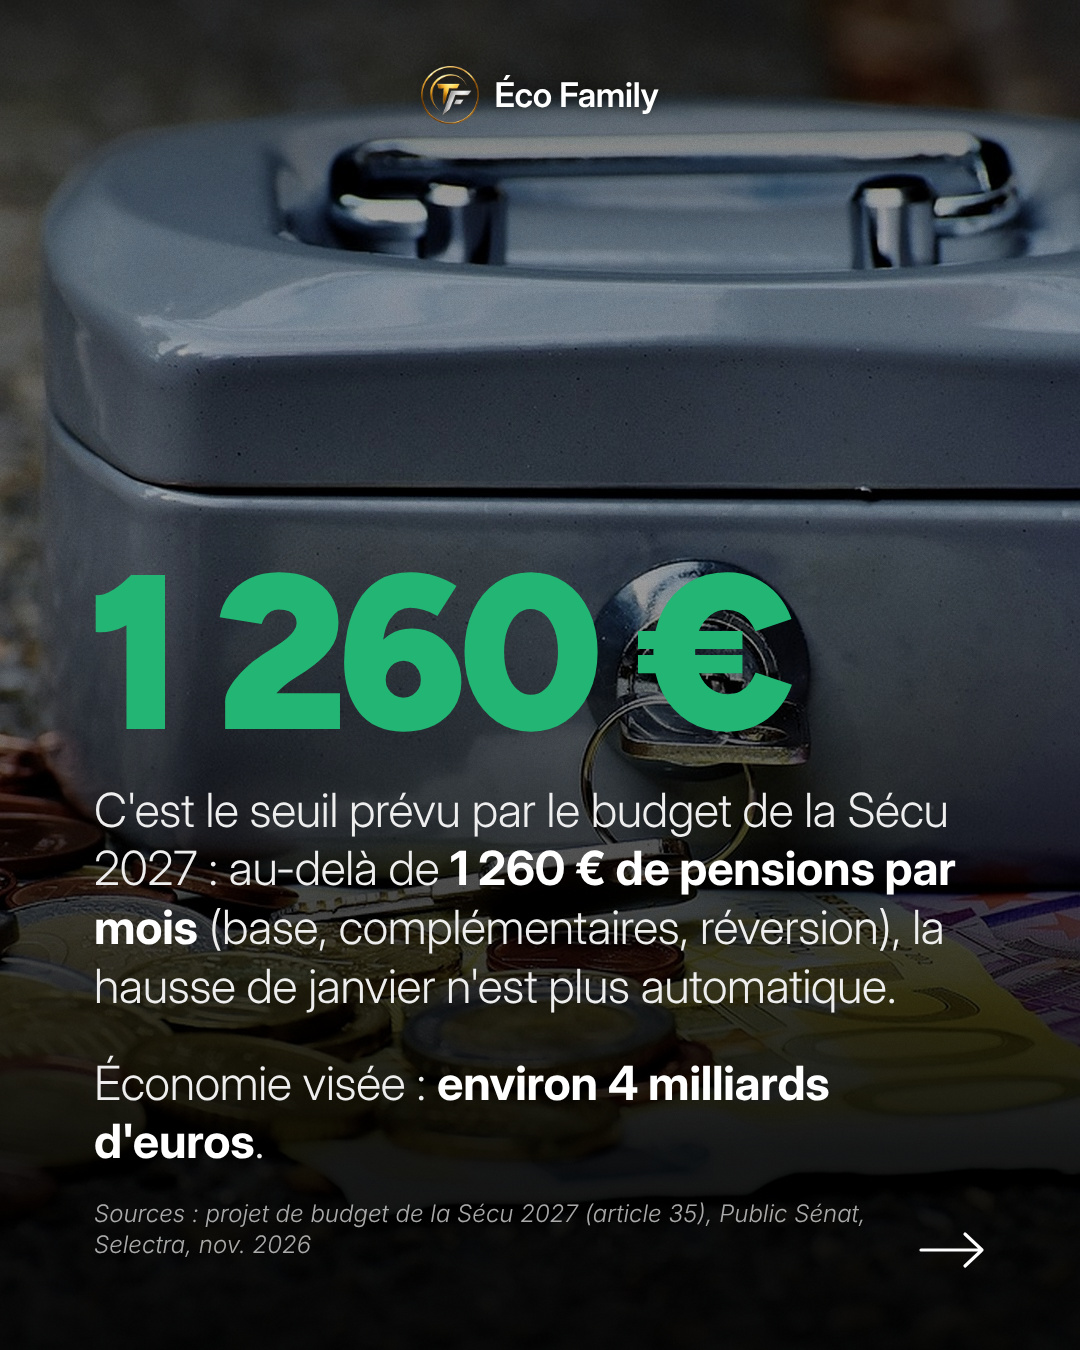 Éco Family
1 260 €
C'est le seuil prévu par le budget de la Sécu
2027 : au-delà de 1 260 € de pensions par
mois (base, complémentaires, réversion), la
hausse de janvier n'est plus automatique.
Économie visée : environ 4 milliards
d'euros.
Sources : projet de budget de la Sécu 2027 (article 35), Public Sénat,
Selectra, nov. 2026